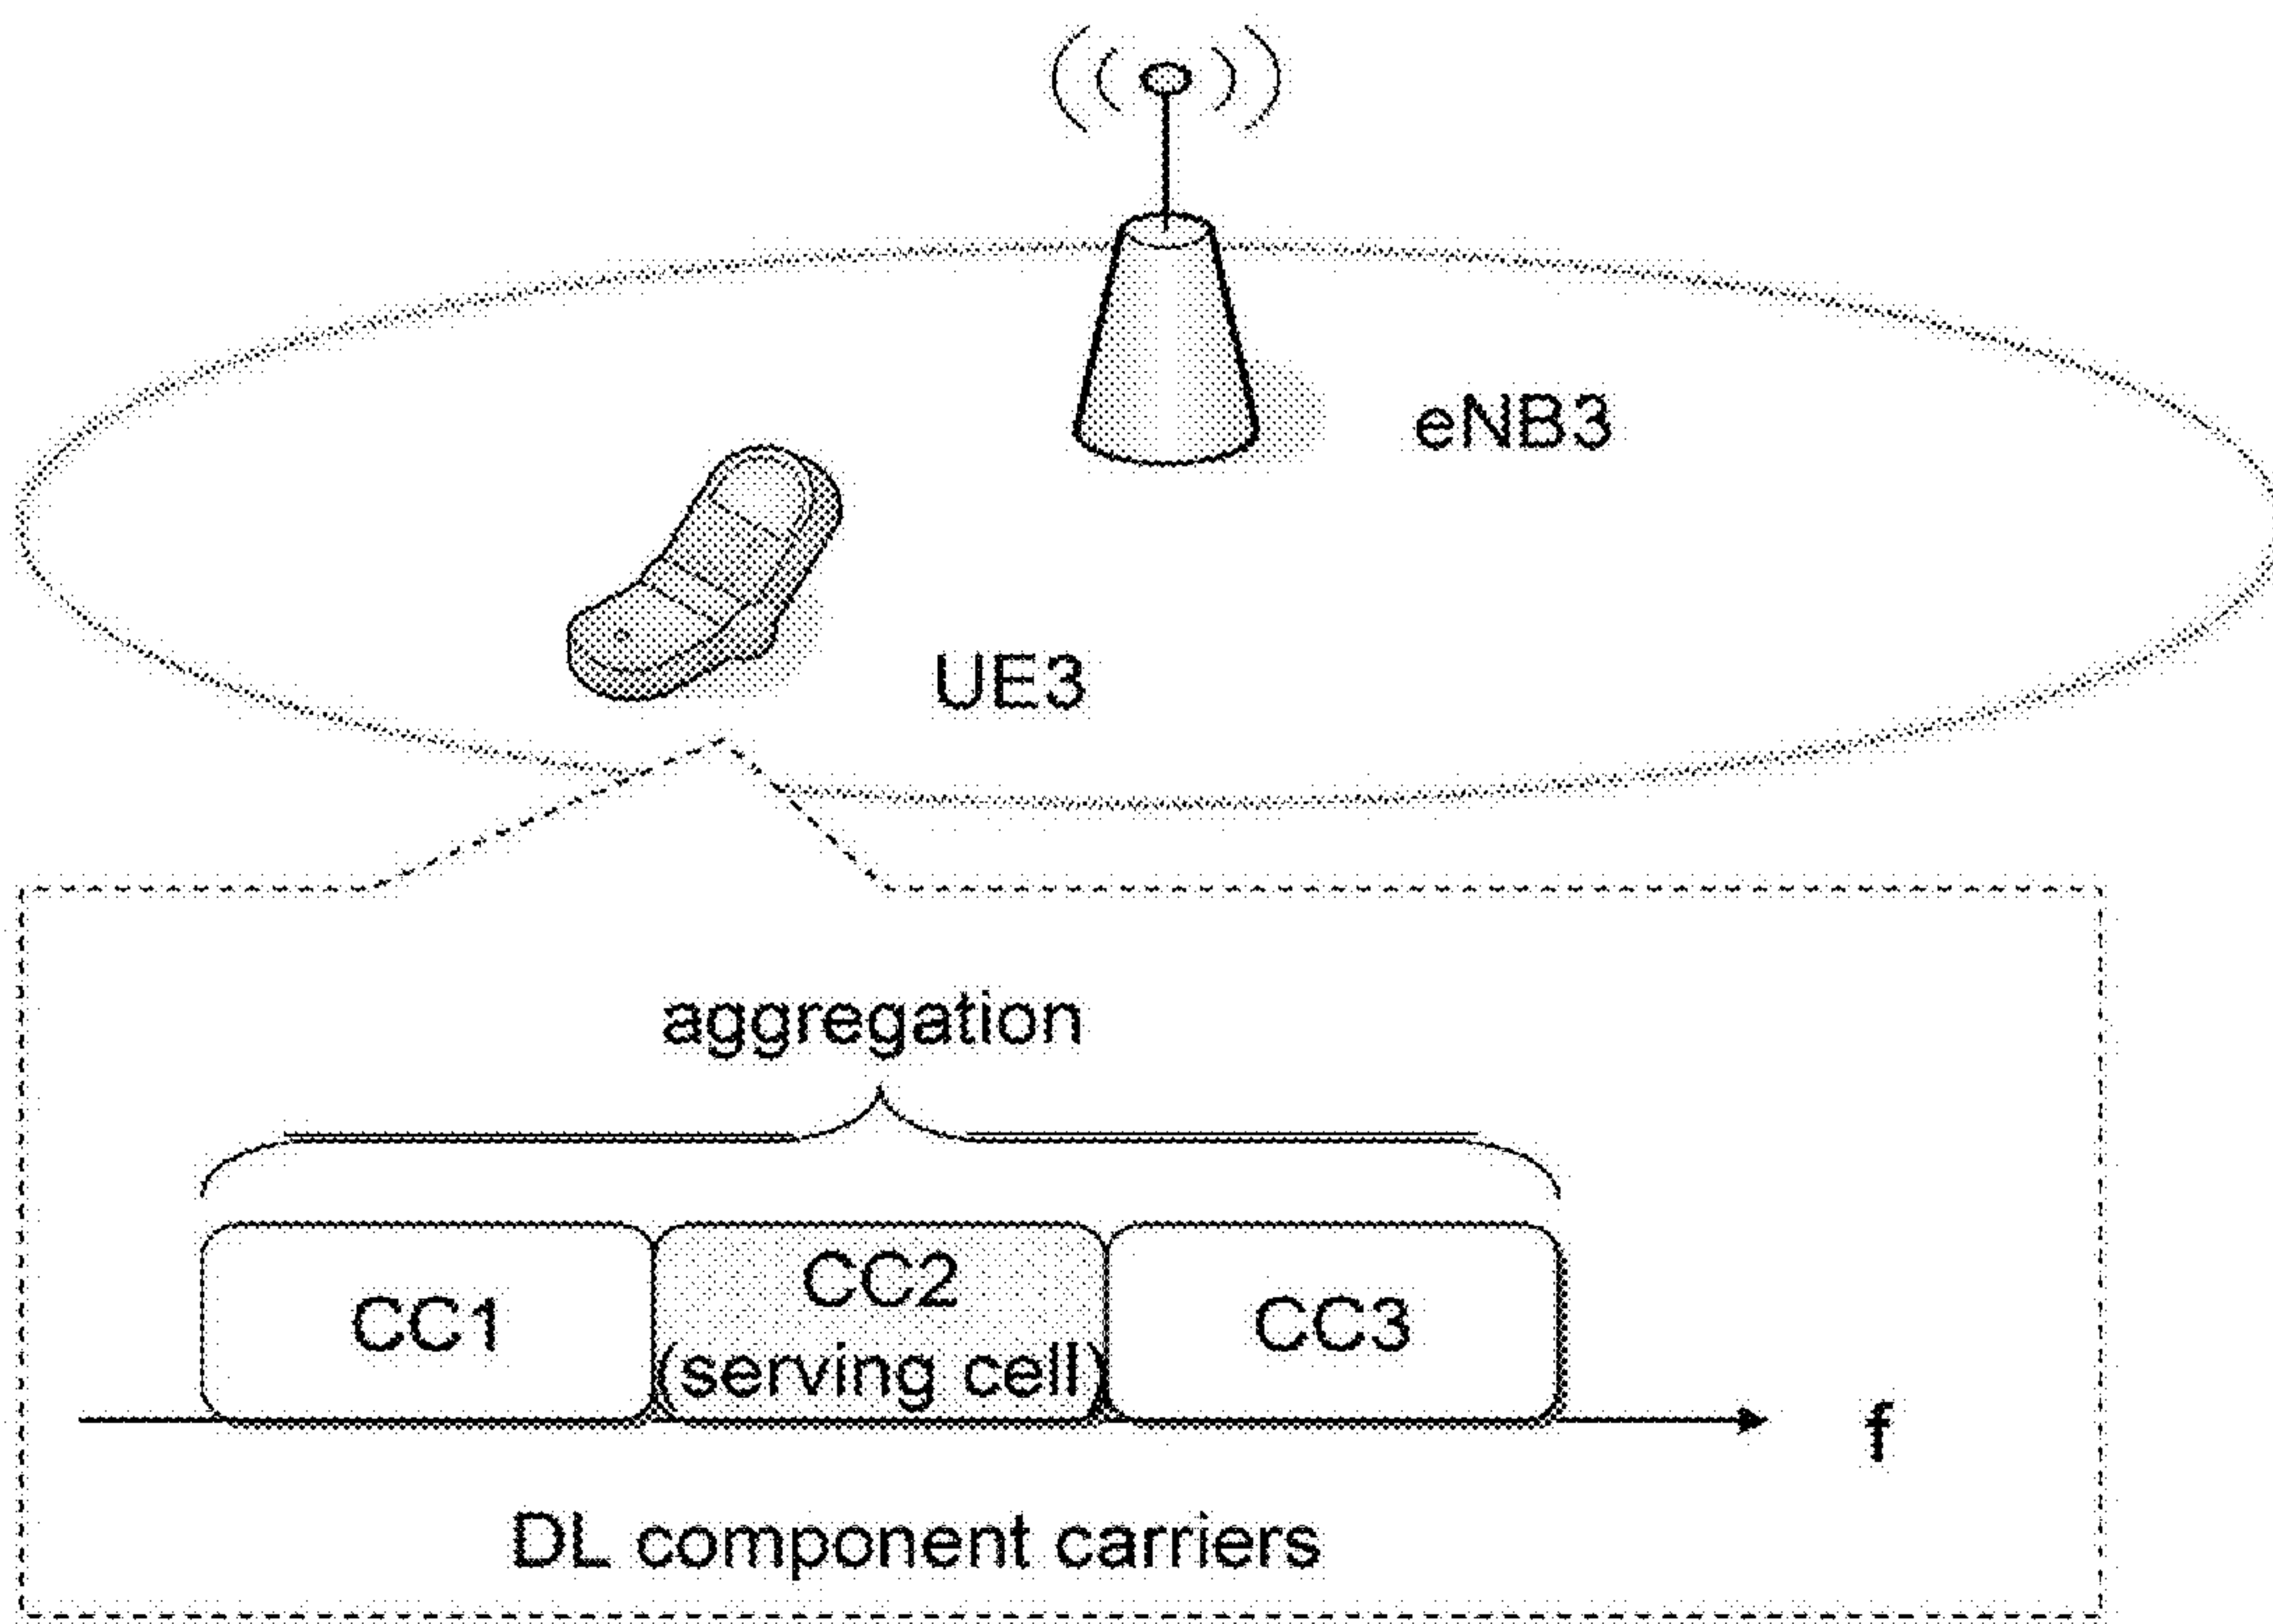 eNB3
UE3
aggregation
CC1
CC2
(serving cell)
CC3
f
DL component carriers